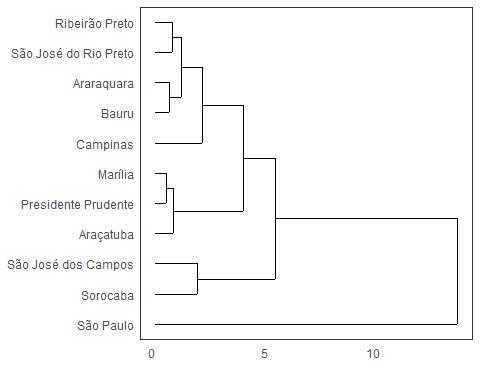 Ribeirão Preto
São José do Rio Preto
Araraquara
Bauru
Campinas
Marília
Presidente Prudente
Araçatuba
São José dos Campos
Sorocaba
São Paulo
0 5 10